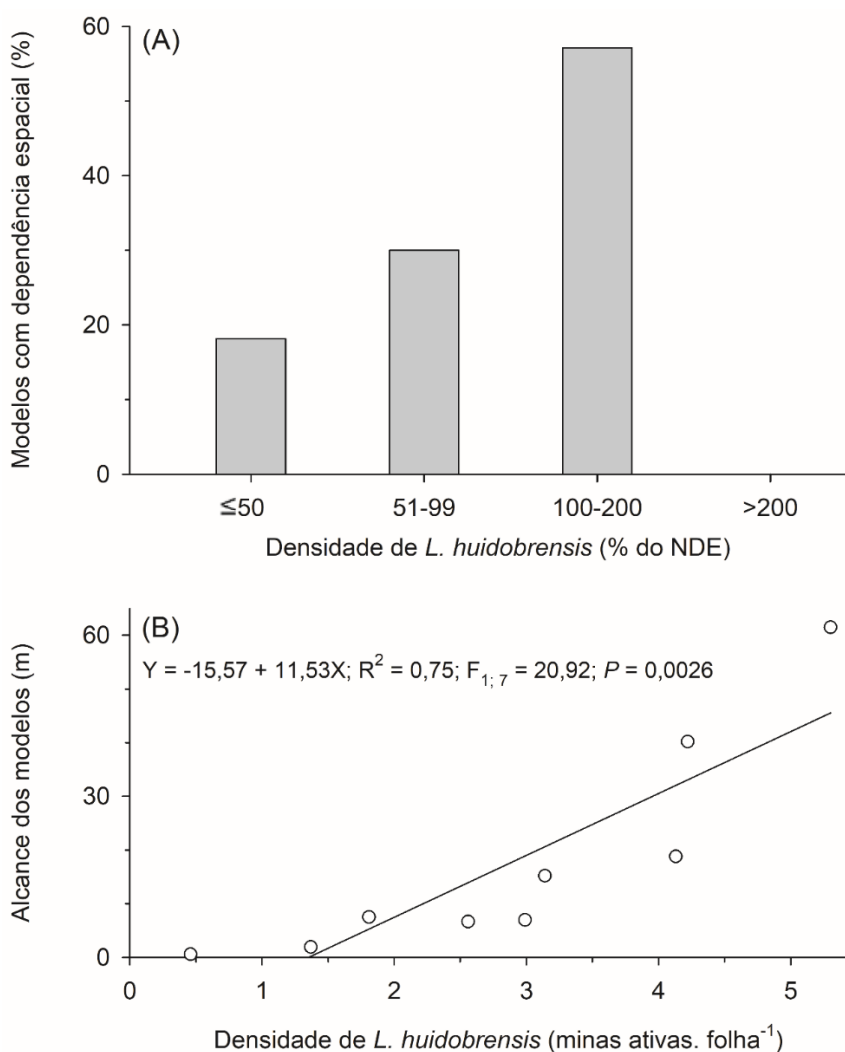 (A)
Modelos com dependência espacial (%)
60
40
20
0
≤50 51-99 100-200 >200
Densidade de L. huidobrensis (% do NDE)
(B)
Y = -15,57 + 11,53X; R² = 0,75; F₁; ₇ = 20,92; P = 0,0026
Alcance dos modelos (m)
60
30
0
0 1 2 3 4 5
Densidade de L. huidobrensis (minas ativas. folha⁻¹)